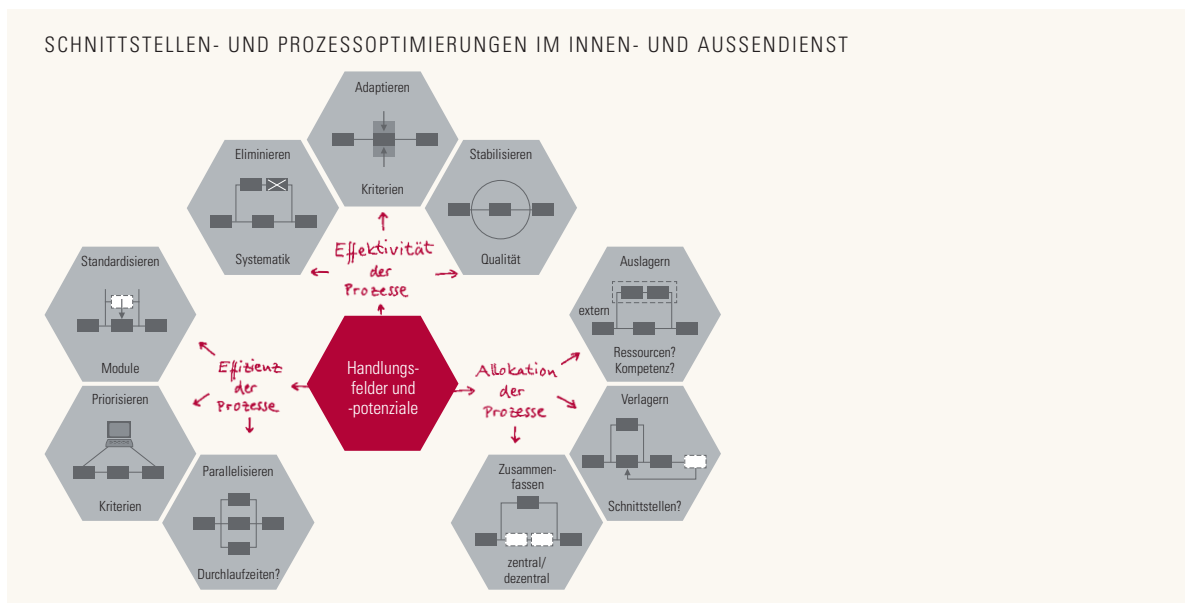 SCHNITTSTELLEN- UND PROZESSOPTIMIERUNGEN IM INNEN- UND AUSSENDIENST
Adaptieren
Kriterien
Eliminieren
Systematik
Stabilisieren
Qualität
Effektivität
der
Prozesse
Standardisieren
Module
Priorisieren
Kriterien
Parallelisieren
Durchlaufzeiten?
Effizienz
der
Prozesse
Handlungs-
felder und
-potenziale
Allokation
der
Prozesse
Auslagern
extern
Ressourcen?
Kompetenz?
Verlagern
Schnittstellen?
Zusammen-
fassen
zentral/
dezentral